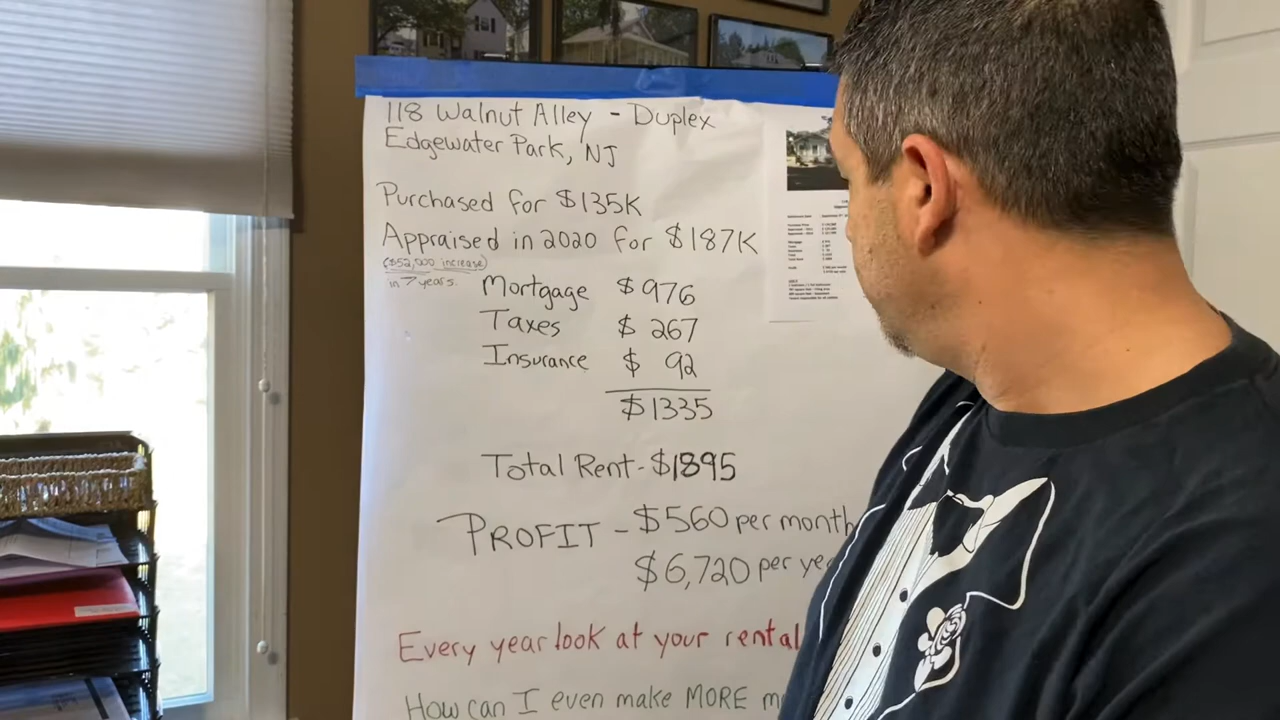 118 Walnut Alley - Duplex
Edgewater Park, NJ
Purchased for $135K
Appraised in 2020 for $187K
($52,000 increase)
in 7 years.
Mortgage $976
Taxes $267
Insurance $92
$1335
Total Rent - $1895
PROFIT - $560 per month
$6,720 per
Every year look at your rental
How can I even make MORE